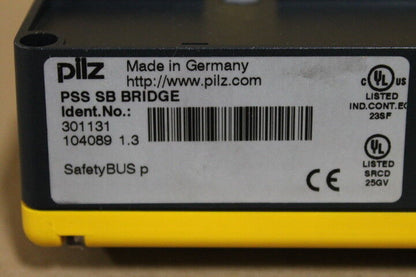 pilz Made in Germany
http://www.pilz.com
PSS SB BRIDGE
Ident.No.:
301131
104089 1.3
SafetyBUS p
C UL US
LISTED
IND.CONT.EQ
23SF
UL
LISTED
SRCD
25GV
CE